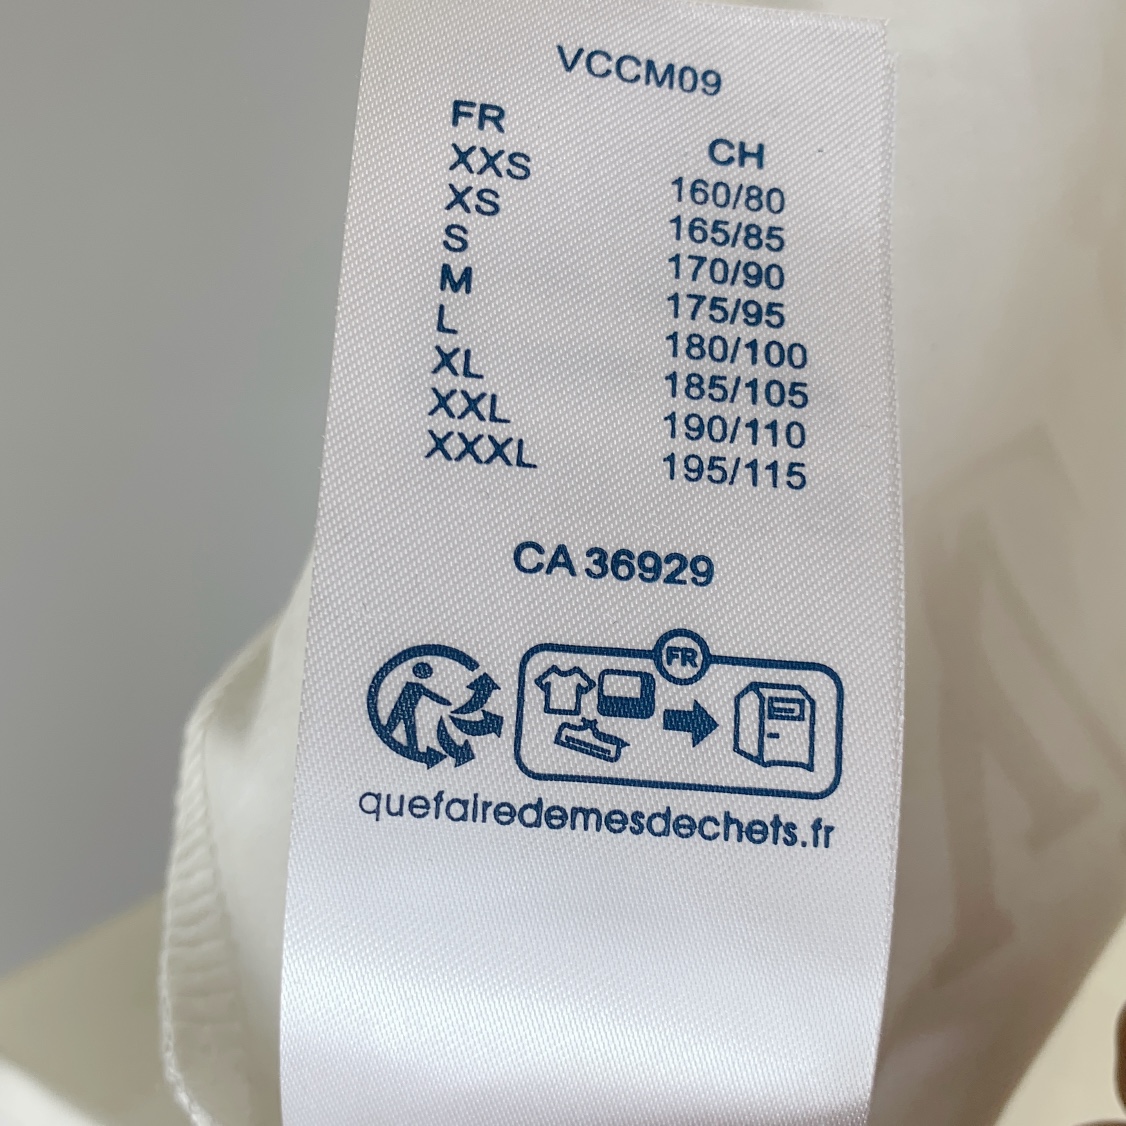 VCCM09
FR CH
XXS 160/80
XS 165/85
S 170/90
M 175/95
L 180/100
XL 185/105
XXL 190/110
XXXL 195/115
CA 36929
FR
quefairedemesdechets.fr